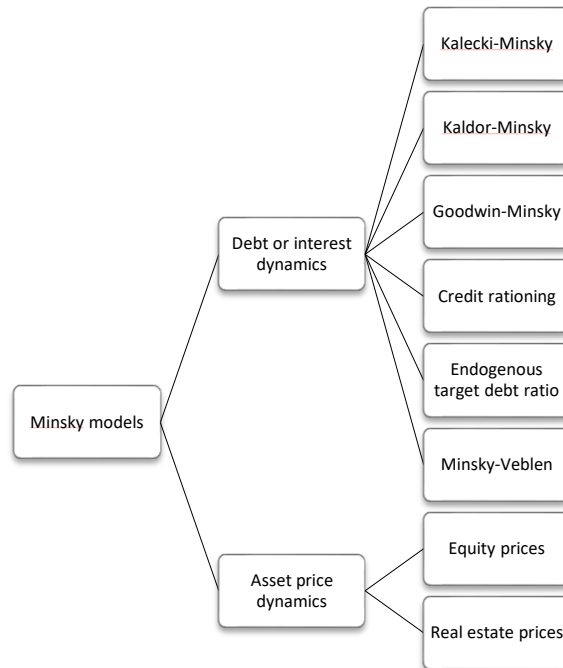 Minsky models
Debt or interest
dynamics
Kalecki-Minsky
Kaldor-Minsky
Goodwin-Minsky
Credit rationing
Endogenous
target debt ratio
Minsky-Veblen
Asset price
dynamics
Equity prices
Real estate prices